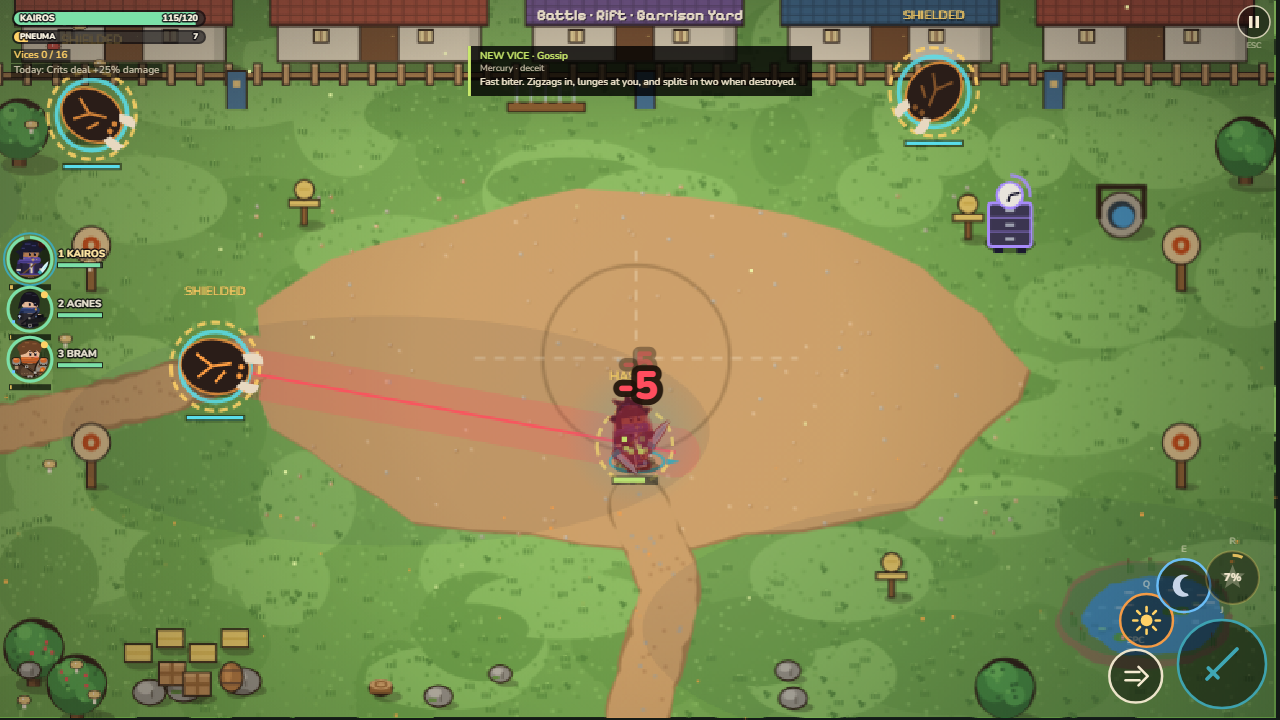 KAIROS 115/120
PNEUMA 7
SHIELDED
Vices 0 / 16
Today: Crits deal +25% damage
Battle · Rift · Garrison Yard
SHIELDED
ESC
NEW VICE · Gossip
Mercury · deceit
Fast biter. Zigzags in, lunges at you, and splits in two when destroyed.
1 KAIROS
2 AGNES
3 BRAM
SHIELDED
-5
-5
E
R
7%
Q
J